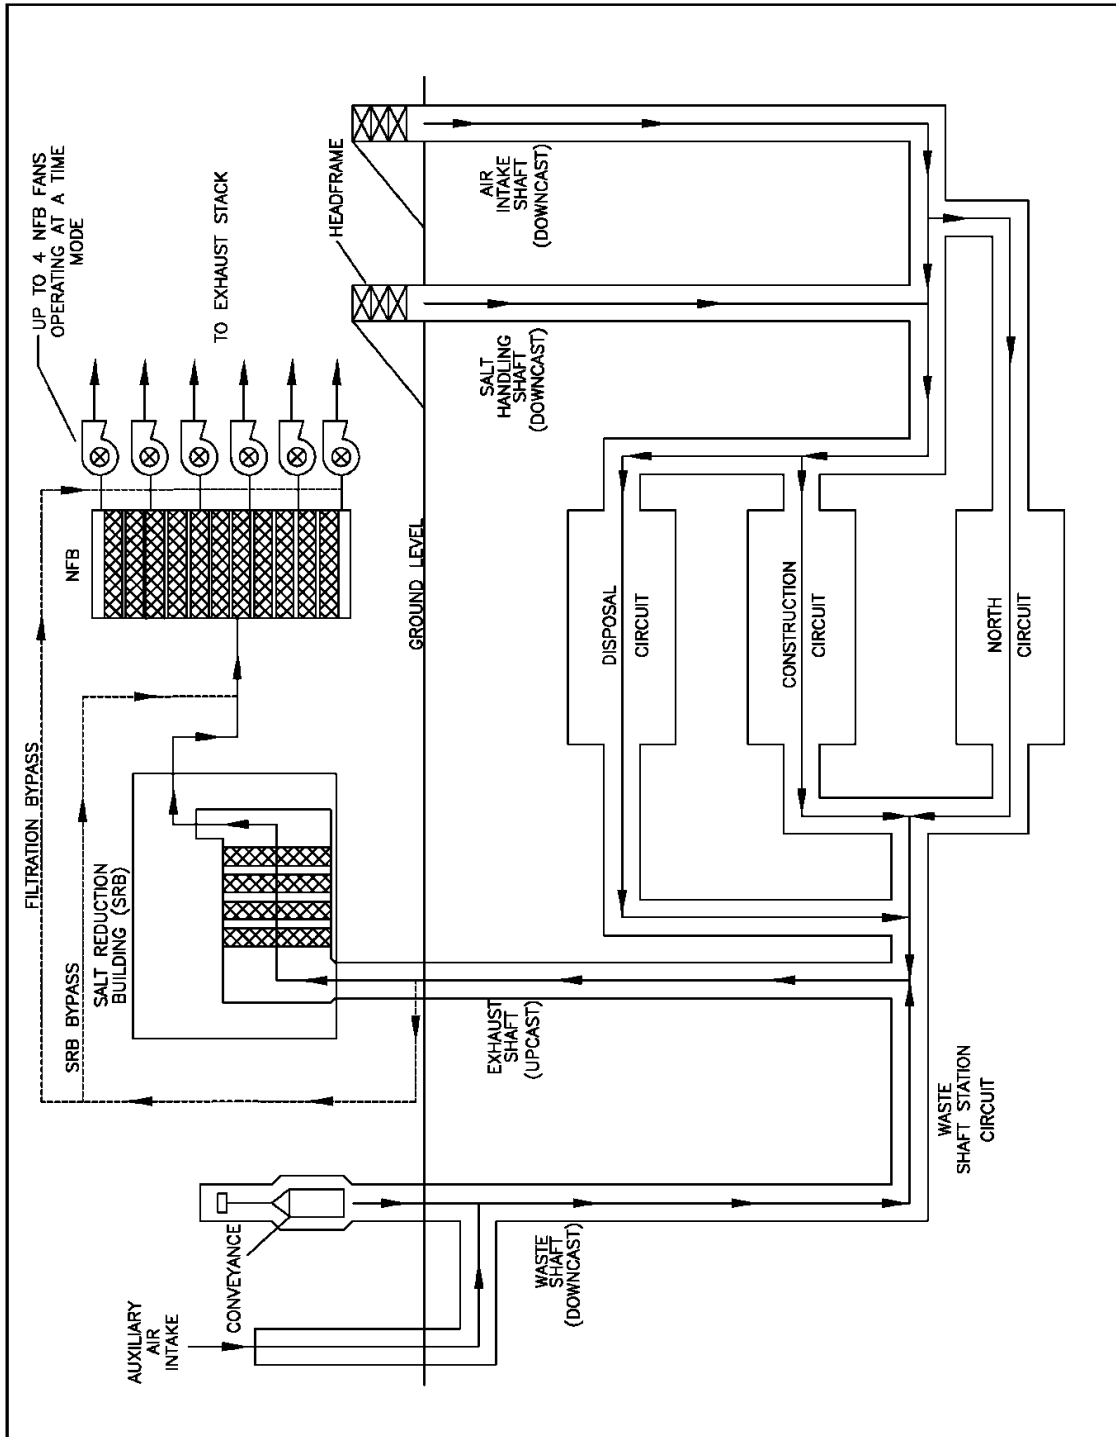 UP TO 4 NFB FANS
OPERATING AT A TIME
MODE
TO EXHAUST STACK
HEADFRAME
NFB
FILTRATION BYPASS
SRB BYPASS
SALT REDUCTION
BUILDING (SRB)
GROUND LEVEL
AUXILIARY
AIR
INTAKE
CONVEYANCE
WASTE
SHAFT
(DOWNCAST)
EXHAUST
SHAFT
(UPCAST)
SALT
HANDLING
SHAFT
(DOWNCAST)
AIR
INTAKE
SHAFT
(DOWNCAST)
DISPOSAL
CIRCUIT
CONSTRUCTION
CIRCUIT
NORTH
CIRCUIT
WASTE
SHAFT STATION
CIRCUIT